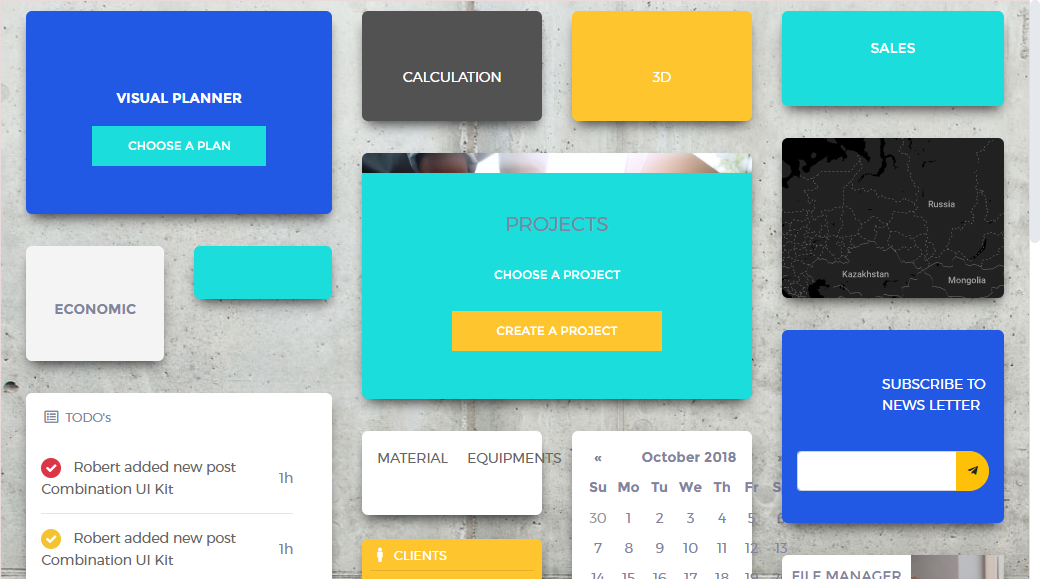 VISUAL PLANNER
CHOOSE A PLAN
CALCULATION
3D
SALES
Russia
Kazakhstan
Mongolia
PROJECTS
CHOOSE A PROJECT
CREATE A PROJECT
ECONOMIC
SUBSCRIBE TO
NEWS LETTER
TODO's
Robert added new post
Combination UI Kit
1h
Robert added new post
Combination UI Kit
1h
MATERIAL EQUIPMENTS
CLIENTS
« October 2018 »
Su Mo Tu We Th Fr
30 1 2 3 4 5 6
7 8 9 10 11 12 13
14 15 16 17 18 19
FILE MANAGER